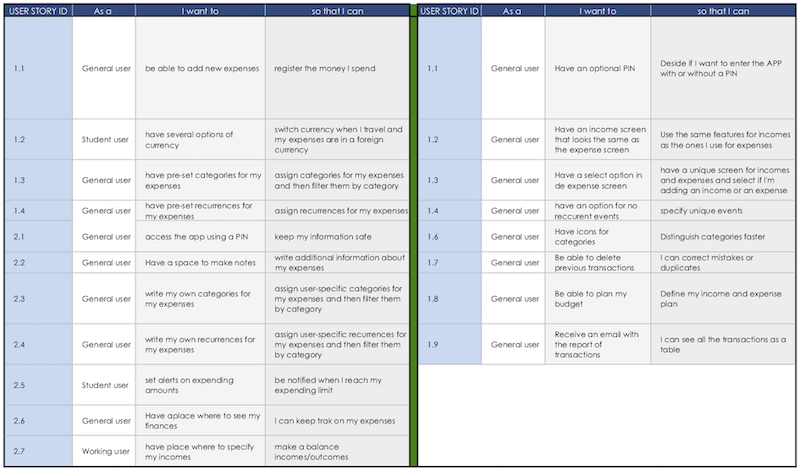 USER STORY ID As a I want to so that I can
1.1 General user be able to add new expenses register the money I spend
1.2 Student user have several options of
currency switch currency when I travel and
my expenses are in a foreign
currency
1.3 General user have pre-set categories for my
expenses assign categories for my expenses
and then filter them by category
1.4 General user have pre-set recurrences for
my expenses assign recurrences for my expenses
2.1 General user access the app using a PIN keep my information safe
2.2 General user Have a space to make notes write additional information about
my expenses
2.3 General user write my own categories for
my expenses assign user-specific categories for
my expenses and then filter them
by category
2.4 General user write my own recurrences for
my expenses assign user-specific recurrences for
my expenses and then filter them
by category
2.5 Student user set alerts on expending
amounts be notified when I reach my
expending limit
2.6 General user Have aplace where to see my
finances I can keep trak on my expenses
2.7 Working user have place where to specify
my incomes make a balance
incomes/outcomes
USER STORY ID As a I want to so that I can
1.1 General user Have an optional PIN Deside if I want to enter the APP
with or without a PIN
1.2 General user Have an income screen
that looks the same as
the expense screen Use the same features for incomes
as the ones I use for expenses
1.3 General user Have a select option in
de expense screen have a unique screen for incomes
and expenses and select if I'm
adding an income or an expense
1.4 General user have an option for no
reccurent events specify unique events
1.6 General user Have icons for
categories Distinguish categories faster
1.7 General user Be able to delete
previous transactions I can correct mistakes or
duplicates
1.8 General user Be able to plan my
budget Define my income and expense
plan
1.9 General user Receive an email with
the report of
transactions I can see all the transactions as a
table